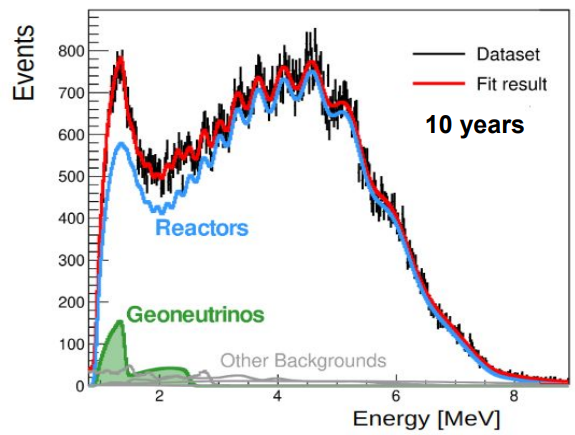 Events
800
700
600
500
400
300
200
100
0
Dataset
Fit result
10 years
Reactors
Geoneutrinos
Other Backgrounds
2 4 6 8
Energy [MeV]